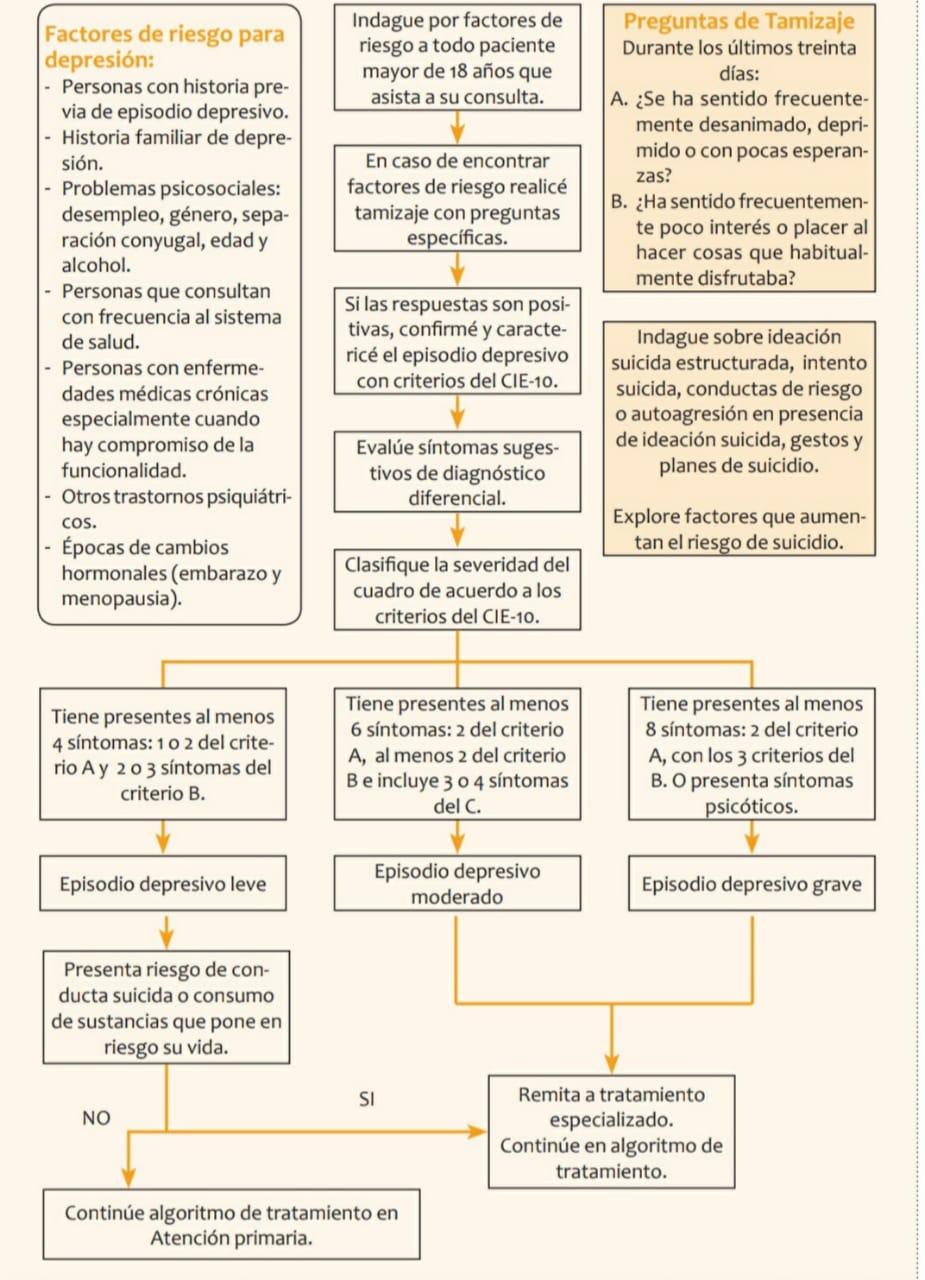 Factores de riesgo para
depresión:
- Personas con historia pre-
via de episodio depresivo.
- Historia familiar de depre-
sión.
- Problemas psicosociales:
desempleo, género, sepa-
ración conyugal, edad y
alcohol.
- Personas que consultan
con frecuencia al sistema
de salud.
- Personas con enferme-
dades médicas crónicas
especialmente cuando
hay compromiso de la
funcionalidad.
- Otros trastornos psiquiátri-
cos.
- Épocas de cambios
hormonales (embarazo y
menopausia).
Indague por factores de
riesgo a todo paciente
mayor de 18 años que
asista a su consulta.
En caso de encontrar
factores de riesgo realicé
tamizaje con preguntas
específicas.
Si las respuestas son posi-
tivas, confirmé y caracte-
ricé el episodio depresivo
con criterios del CIE-10.
Evalúe síntomas suges-
tivos de diagnóstico
diferencial.
Clasifique la severidad del
cuadro de acuerdo a los
criterios del CIE-10.
Preguntas de Tamizaje
Durante los últimos treinta
días:
A. ¿Se ha sentido frecuente-
mente desanimado, depri-
mido o con pocas esperan-
zas?
B. ¿Ha sentido frecuentemen-
te poco interés o placer al
hacer cosas que habitual-
mente disfrutaba?
Indague sobre ideación
suicida estructurada, intento
suicida, conductas de riesgo
o autoagresión en presencia
de ideación suicida, gestos y
planes de suicidio.
Explore factores que aumen-
tan el riesgo de suicidio.
Tiene presentes al menos
4 síntomas: 1 o 2 del crite-
rio A y 2 o 3 síntomas del
criterio B.
Tiene presentes al menos
6 síntomas: 2 del criterio
A, al menos 2 del criterio
B e incluye 3 o 4 síntomas
del C.
Tiene presentes al menos
8 síntomas: 2 del criterio
A, con los 3 criterios del
B. O presenta síntomas
psicóticos.
Episodio depresivo leve
Episodio depresivo
moderado
Episodio depresivo grave
Presenta riesgo de con-
ducta suicida o consumo
de sustancias que pone en
riesgo su vida.
NO
SI
Remita a tratamiento
especializado.
Continúe en algoritmo de
tratamiento.
Continúe algoritmo de tratamiento en
Atención primaria.